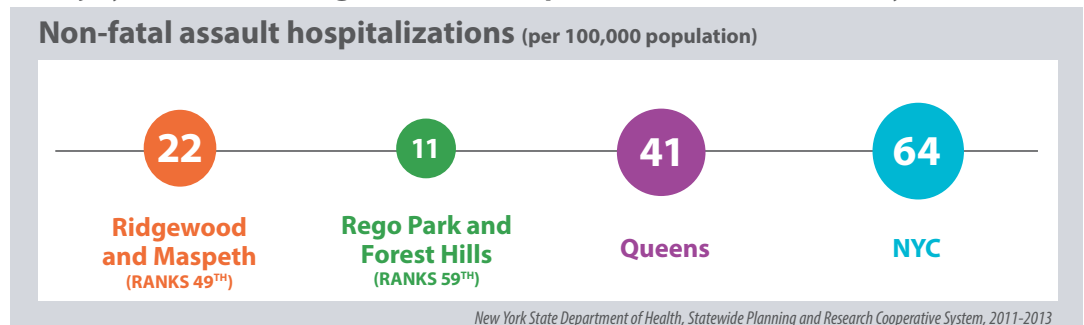 Non-fatal assault hospitalizations (per 100,000 population)
22
11
41
64
Ridgewood
and Maspeth
(RANKS 49TH)
Rego Park and
Forest Hills
(RANKS 59TH)
Queens
NYC
New York State Department of Health, Statewide Planning and Research Cooperative System, 2011-2013